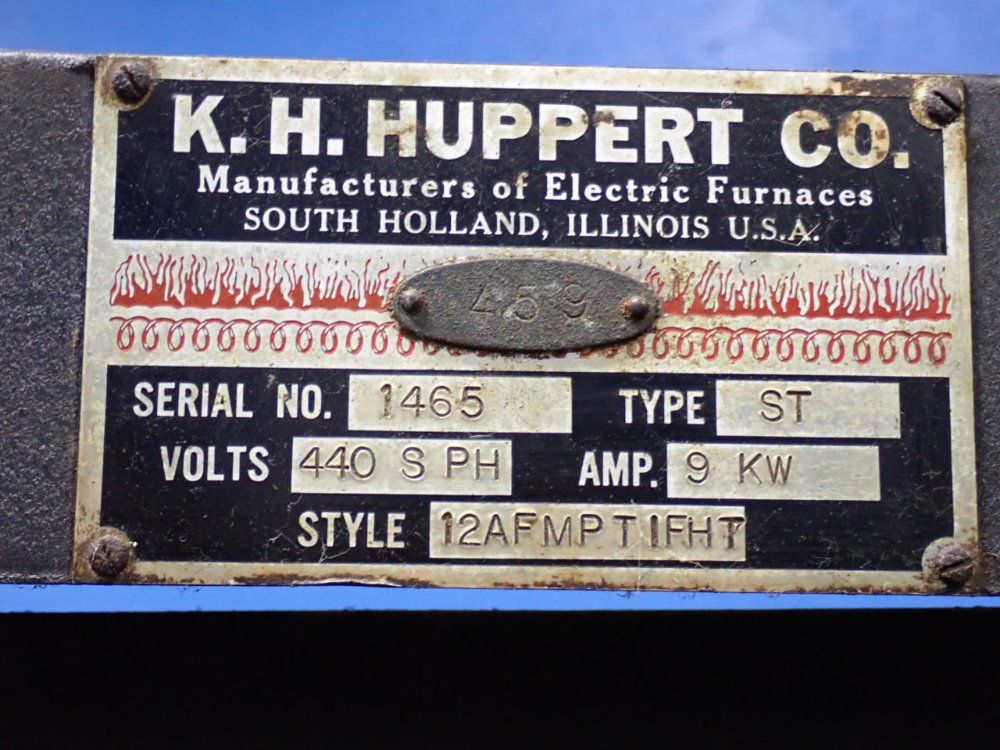 K. H. HUPPERT CO.
Manufacturers of Electric Furnaces
SOUTH HOLLAND, ILLINOIS U.S.A.
459
SERIAL NO. 1465 TYPE ST
VOLTS 440 S PH AMP. 9 KW
STYLE 12AFMPT1FHT